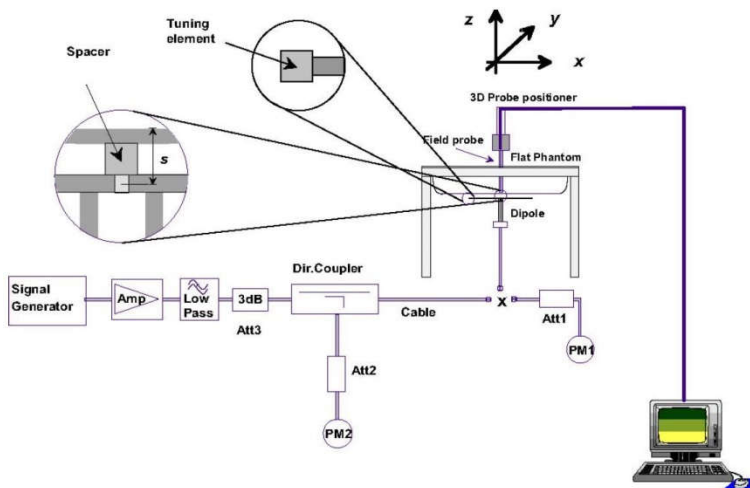 Tuning
element
Spacer
s
z
y
x
3D Probe positioner
Field probe
Flat Phantom
Dipole
Signal
Generator
Amp
Low
Pass
3dB
Att3
Dir.Coupler
Cable
x
Att1
PM1
Att2
PM2